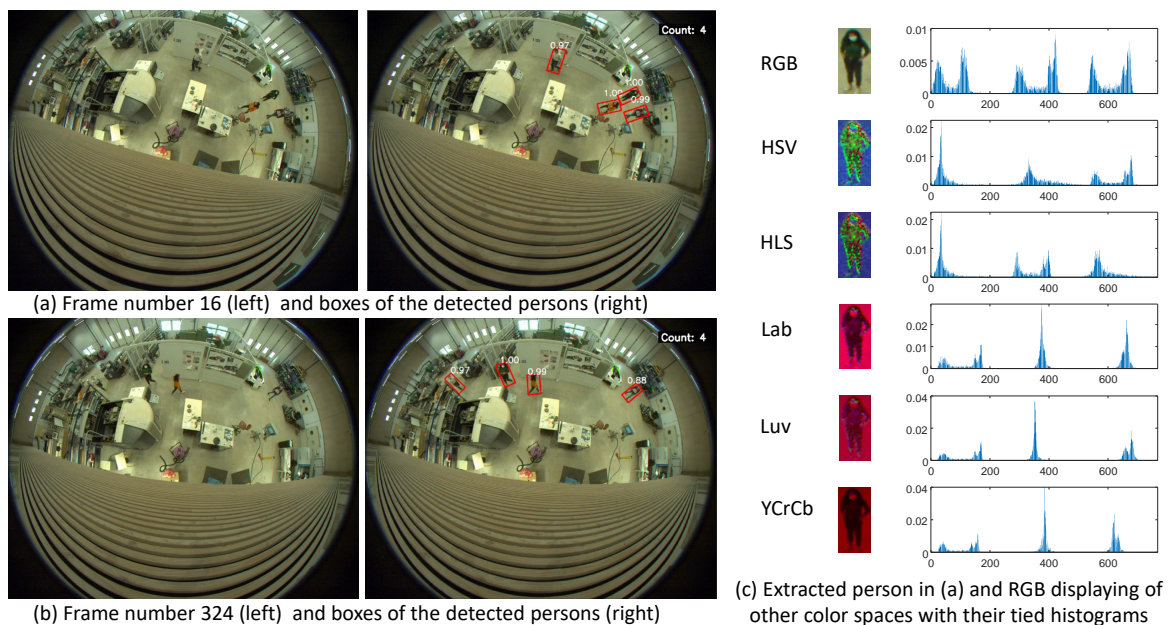 Count: 4
0.97
1.00
1.00
0.99
(a) Frame number 16 (left) and boxes of the detected persons (right)
Count: 4
0.97
1.00
0.99
0.88
(b) Frame number 324 (left) and boxes of the detected persons (right)
RGB
0.01
0.005
0
0 200 400 600
HSV
0.02
0.01
0
0 200 400 600
HLS
0.02
0.01
0
0 200 400 600
Lab
0.02
0.01
0
0 200 400 600
Luv
0.04
0.02
0
0 200 400 600
YCrCb
0.04
0.02
0
0 200 400 600
(c) Extracted person in (a) and RGB displaying of
other color spaces with their tied histograms